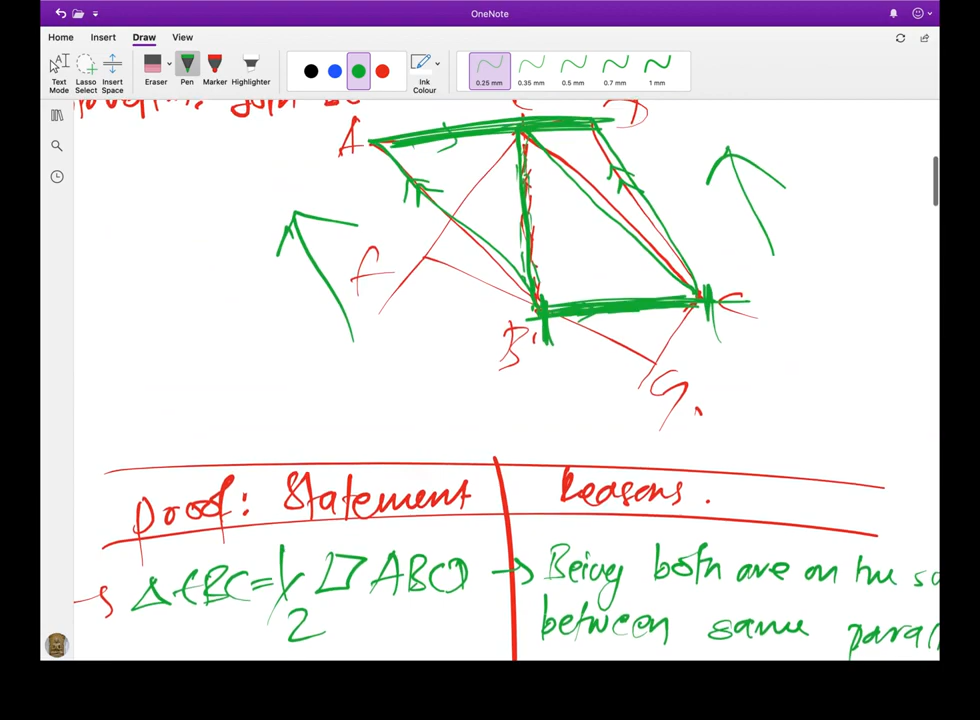 OneNote
Home Insert Draw View
Text Mode
Lasso Select
Insert Space
Eraser
Pen
Marker
Highlighter
Ink Colour
0.25 mm
0.35 mm
0.5 mm
0.7 mm
1 mm
A
D
F
B
C
G
Proof: Statement
Reasons.
→ Δ EBC = 1/2 ▱ ABCD
→ Being both are on the
between same